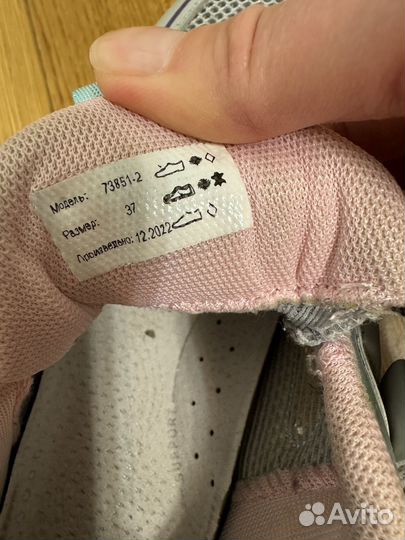 Модель: 73851-2
Размер: 37
Произведено: 12.2022
Avito